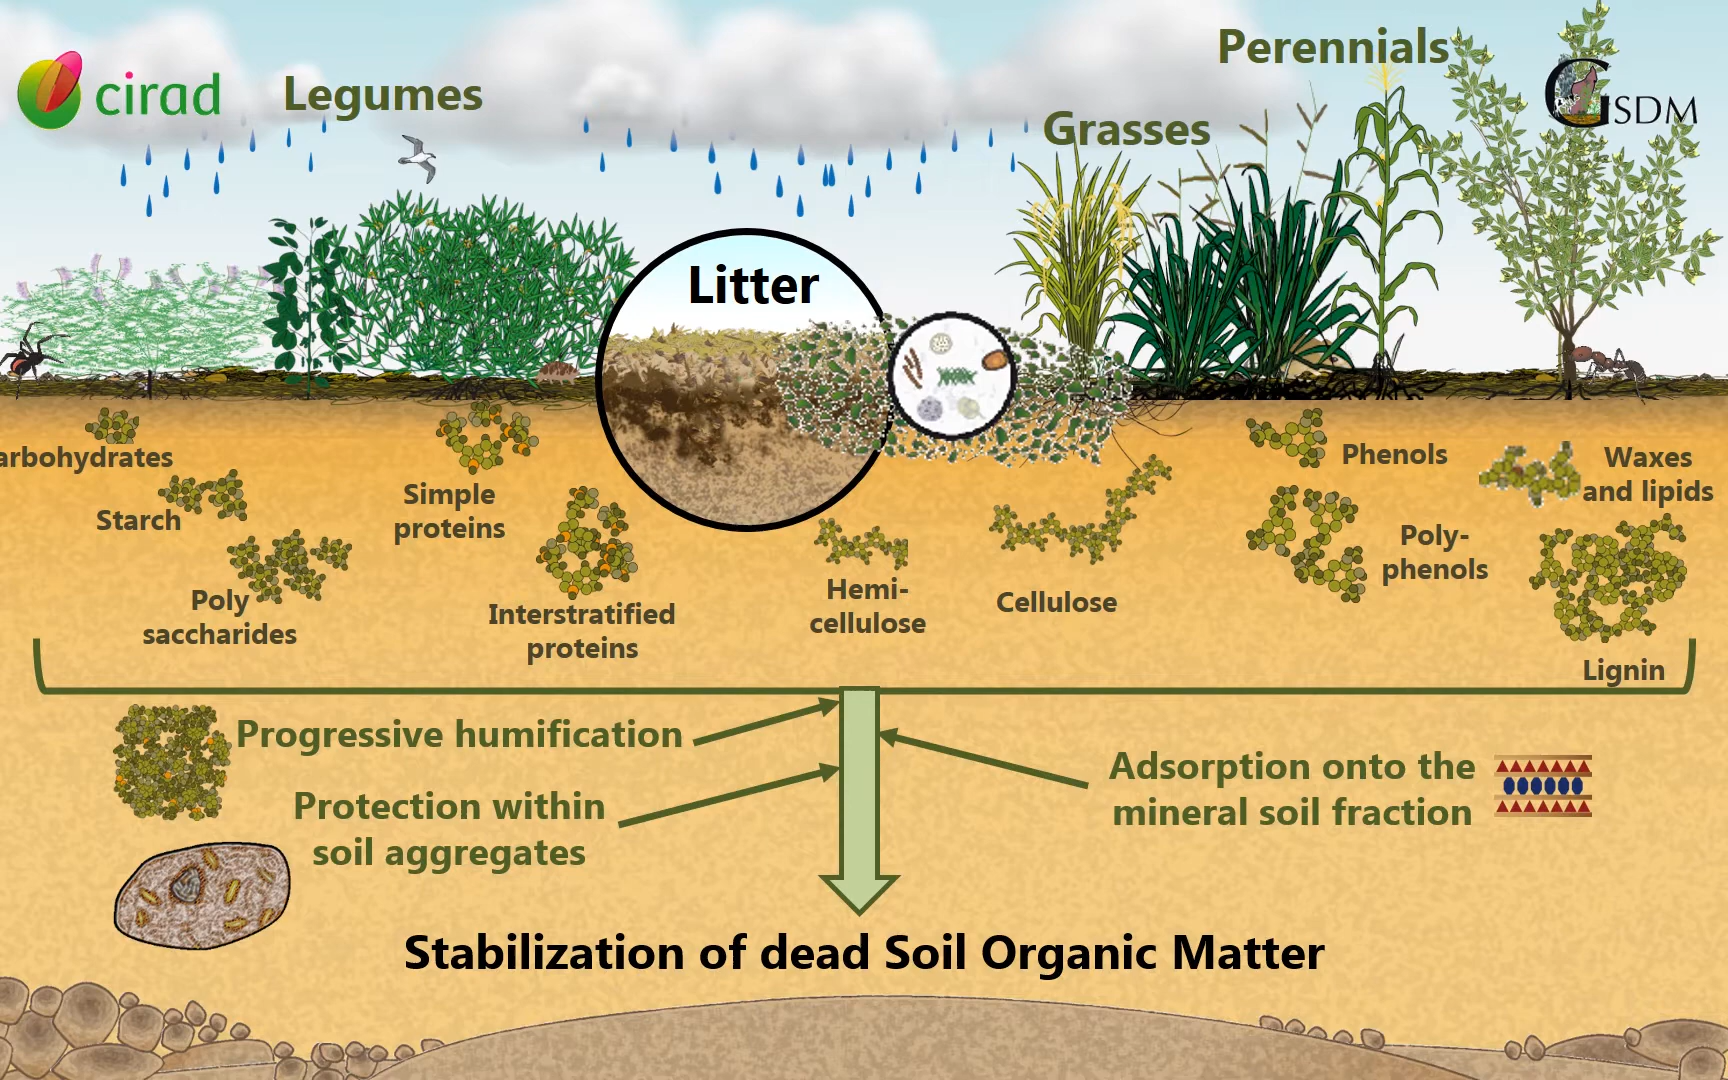 cirad
Legumes
Perennials
Grasses
GSDM
Litter
arbohydrates
Starch
Poly
saccharides
Simple
proteins
Interstratified
proteins
Hemi-
cellulose
Cellulose
Phenols
Poly-
phenols
Waxes
and lipids
Lignin
Progressive humification
Protection within
soil aggregates
Adsorption onto the
mineral soil fraction
Stabilization of dead Soil Organic Matter